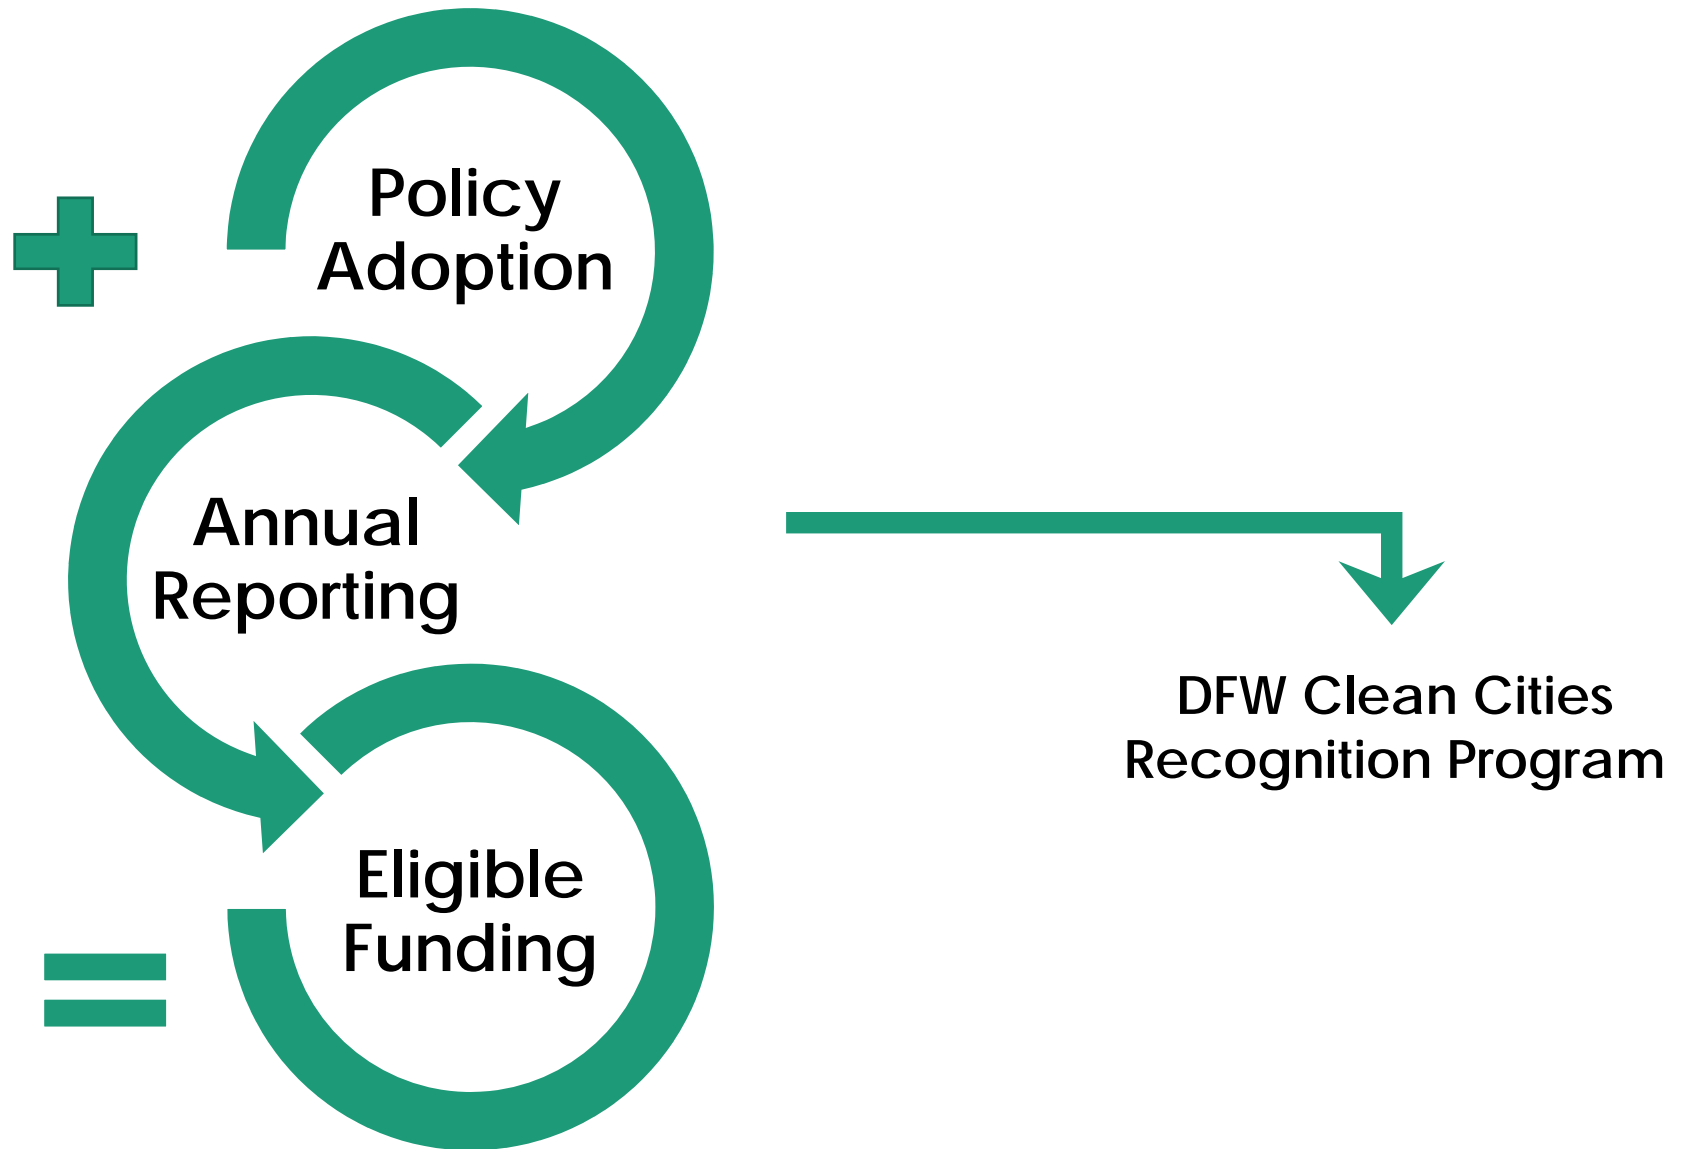 Policy
Adoption
Annual
Reporting
Eligible
Funding
DFW Clean Cities
Recognition Program